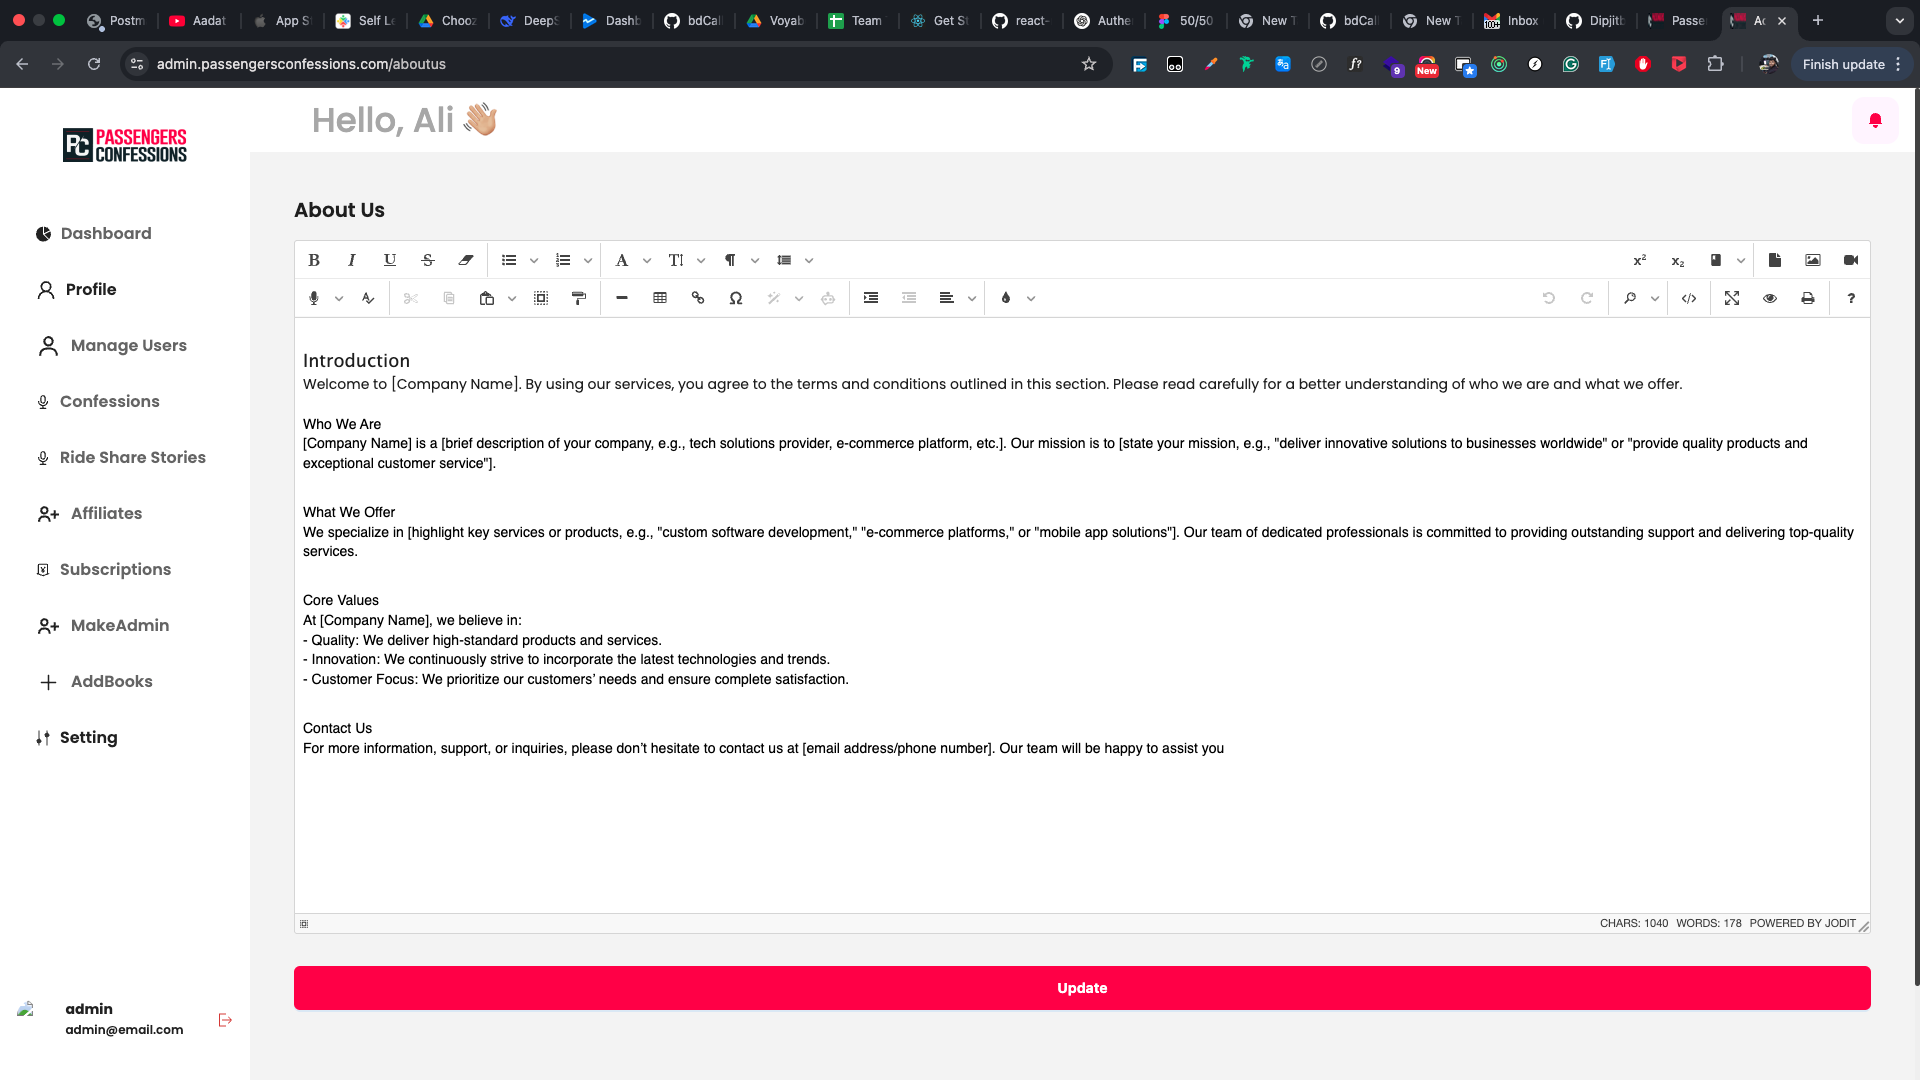 Postm
Aadat
App S
Self Le
Chooz
DeepS
Dashb
bdCall
Voyab
Team
Get St
react-
Authe
50/50
New T
bdCall
New T
Inbox
Dipjitb
Passe
Ac
admin.passengersconfessions.com/aboutus
9
New
Finish update
PC PASSENGERS
CONFESSIONS
Hello, Ali 👋
Dashboard
Profile
Manage Users
Confessions
Ride Share Stories
Affiliates
Subscriptions
MakeAdmin
AddBooks
Setting
admin
admin@email.com
About Us
Introduction
Welcome to [Company Name]. By using our services, you agree to the terms and conditions outlined in this section. Please read carefully for a better understanding of who we are and what we offer.
Who We Are
[Company Name] is a [brief description of your company, e.g., tech solutions provider, e-commerce platform, etc.]. Our mission is to [state your mission, e.g., "deliver innovative solutions to businesses worldwide" or "provide quality products and
exceptional customer service"].
What We Offer
We specialize in [highlight key services or products, e.g., "custom software development," "e-commerce platforms," or "mobile app solutions"]. Our team of dedicated professionals is committed to providing outstanding support and delivering top-quality
services.
Core Values
At [Company Name], we believe in:
- Quality: We deliver high-standard products and services.
- Innovation: We continuously strive to incorporate the latest technologies and trends.
- Customer Focus: We prioritize our customers’ needs and ensure complete satisfaction.
Contact Us
For more information, support, or inquiries, please don’t hesitate to contact us at [email address/phone number]. Our team will be happy to assist you
CHARS: 1040 WORDS: 178 POWERED BY JODIT
Update